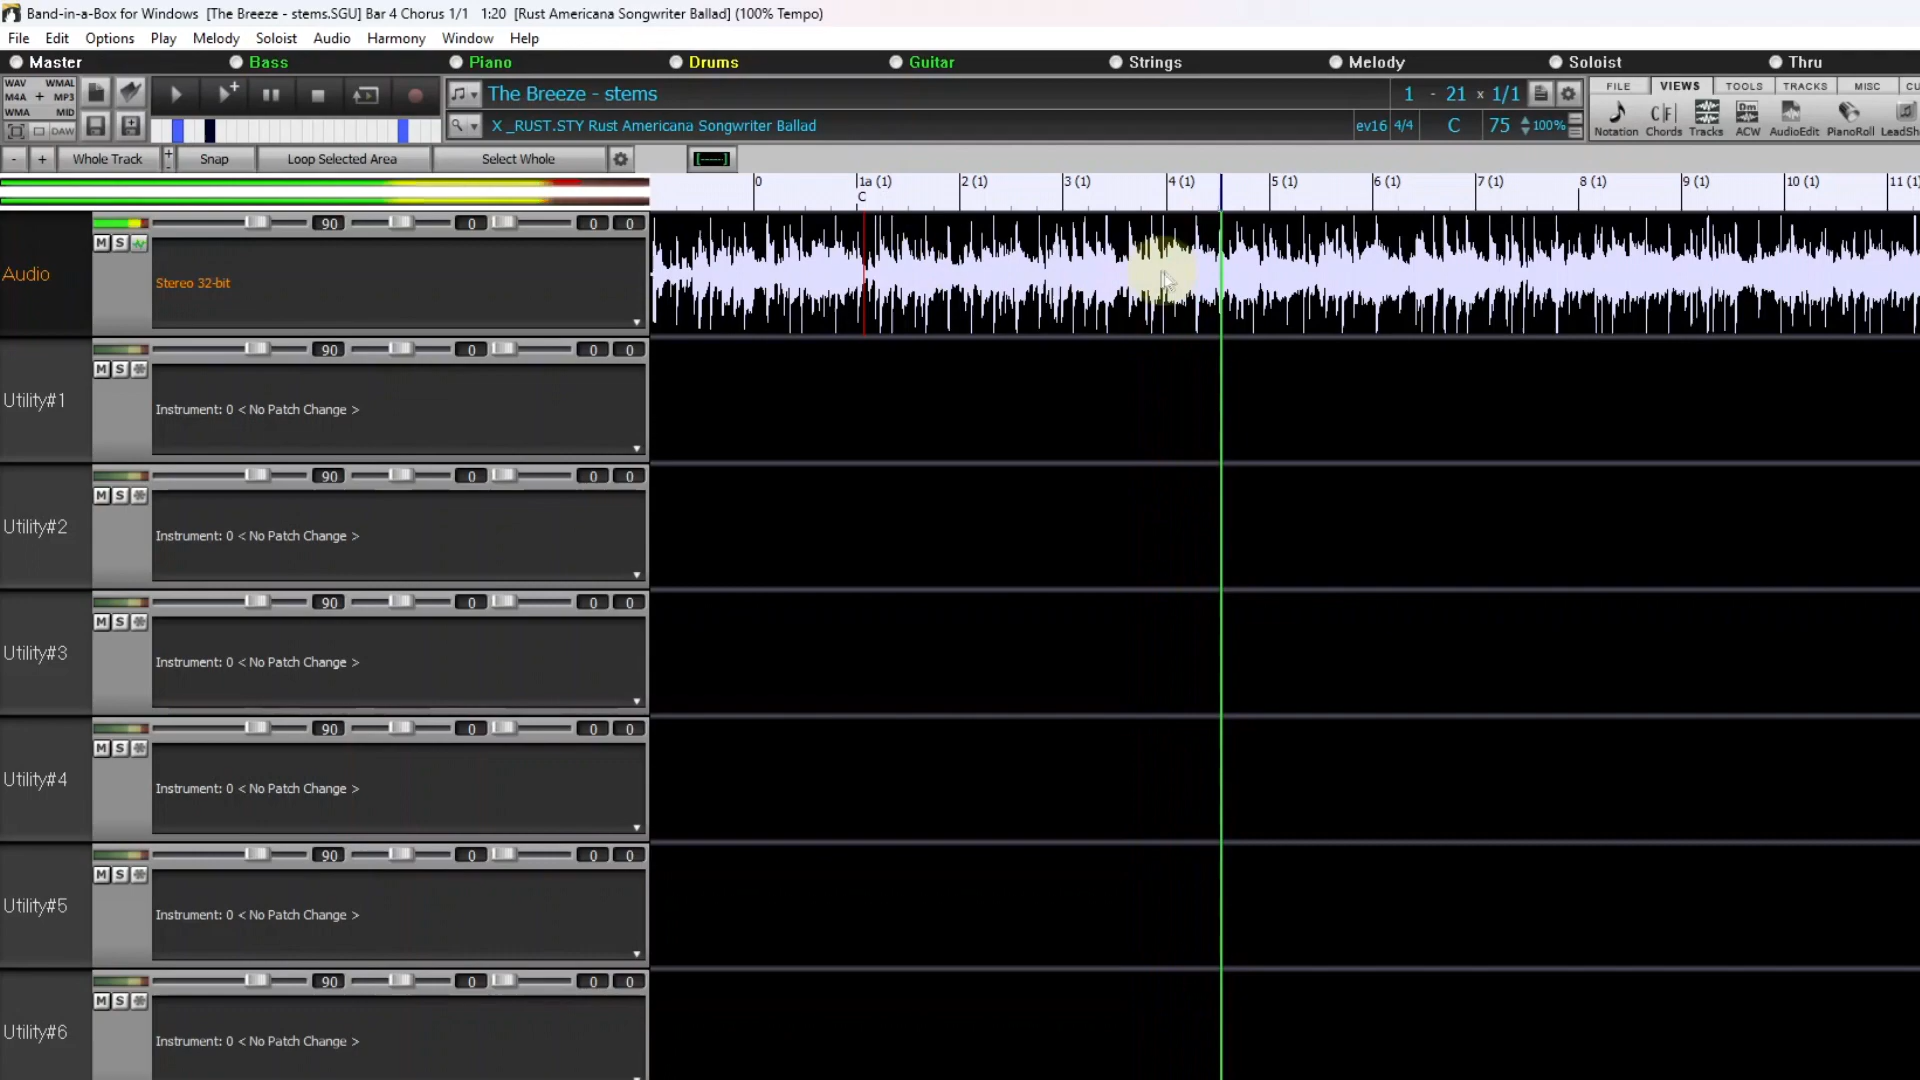 Band-in-a-Box for Windows [The Breeze - stems.SGU] Bar 4 Chorus 1/1 1:20 [Rust Americana Songwriter Ballad] (100% Tempo)
File Edit Options Play Melody Soloist Audio Harmony Window Help
Master Bass Piano Drums Guitar Strings Melody Soloist Thru
WAV WMAL
M4A + MP3
WMA MID
DAW
The Breeze - stems 1 - 21 x 1/1
X _RUST.STY Rust Americana Songwriter Ballad ev16 4/4 C 75 100%
FILE VIEWS TOOLS TRACKS MISC CU
Notation Chords Tracks ACW AudioEdit PianoRoll LeadSh
- + Whole Track + - Snap Loop Selected Area Select Whole
0 1a (1) 2 (1) 3 (1) 4 (1) 5 (1) 6 (1) 7 (1) 8 (1) 9 (1) 10 (1) 11 (1
C
90 0 0 0
M S
Audio
Stereo 32-bit
90 0 0 0
M S
Utility#1
Instrument: 0 < No Patch Change >
90 0 0 0
M S
Utility#2
Instrument: 0 < No Patch Change >
90 0 0 0
M S
Utility#3
Instrument: 0 < No Patch Change >
90 0 0 0
M S
Utility#4
Instrument: 0 < No Patch Change >
90 0 0 0
M S
Utility#5
Instrument: 0 < No Patch Change >
90 0 0 0
M S
Utility#6
Instrument: 0 < No Patch Change >